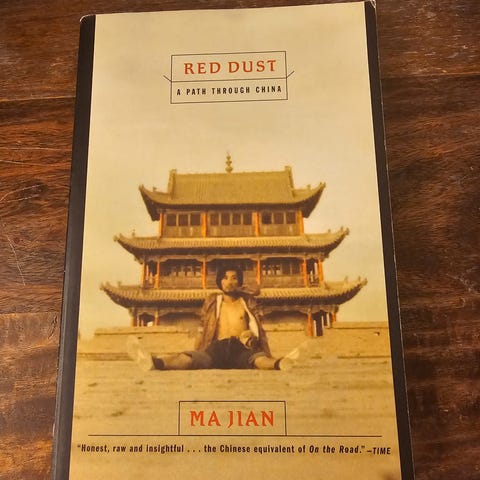 RED DUST
A PATH THROUGH CHINA
MA JIAN
"Honest, raw and insightful . . . the Chinese equivalent of On the Road." –TIME